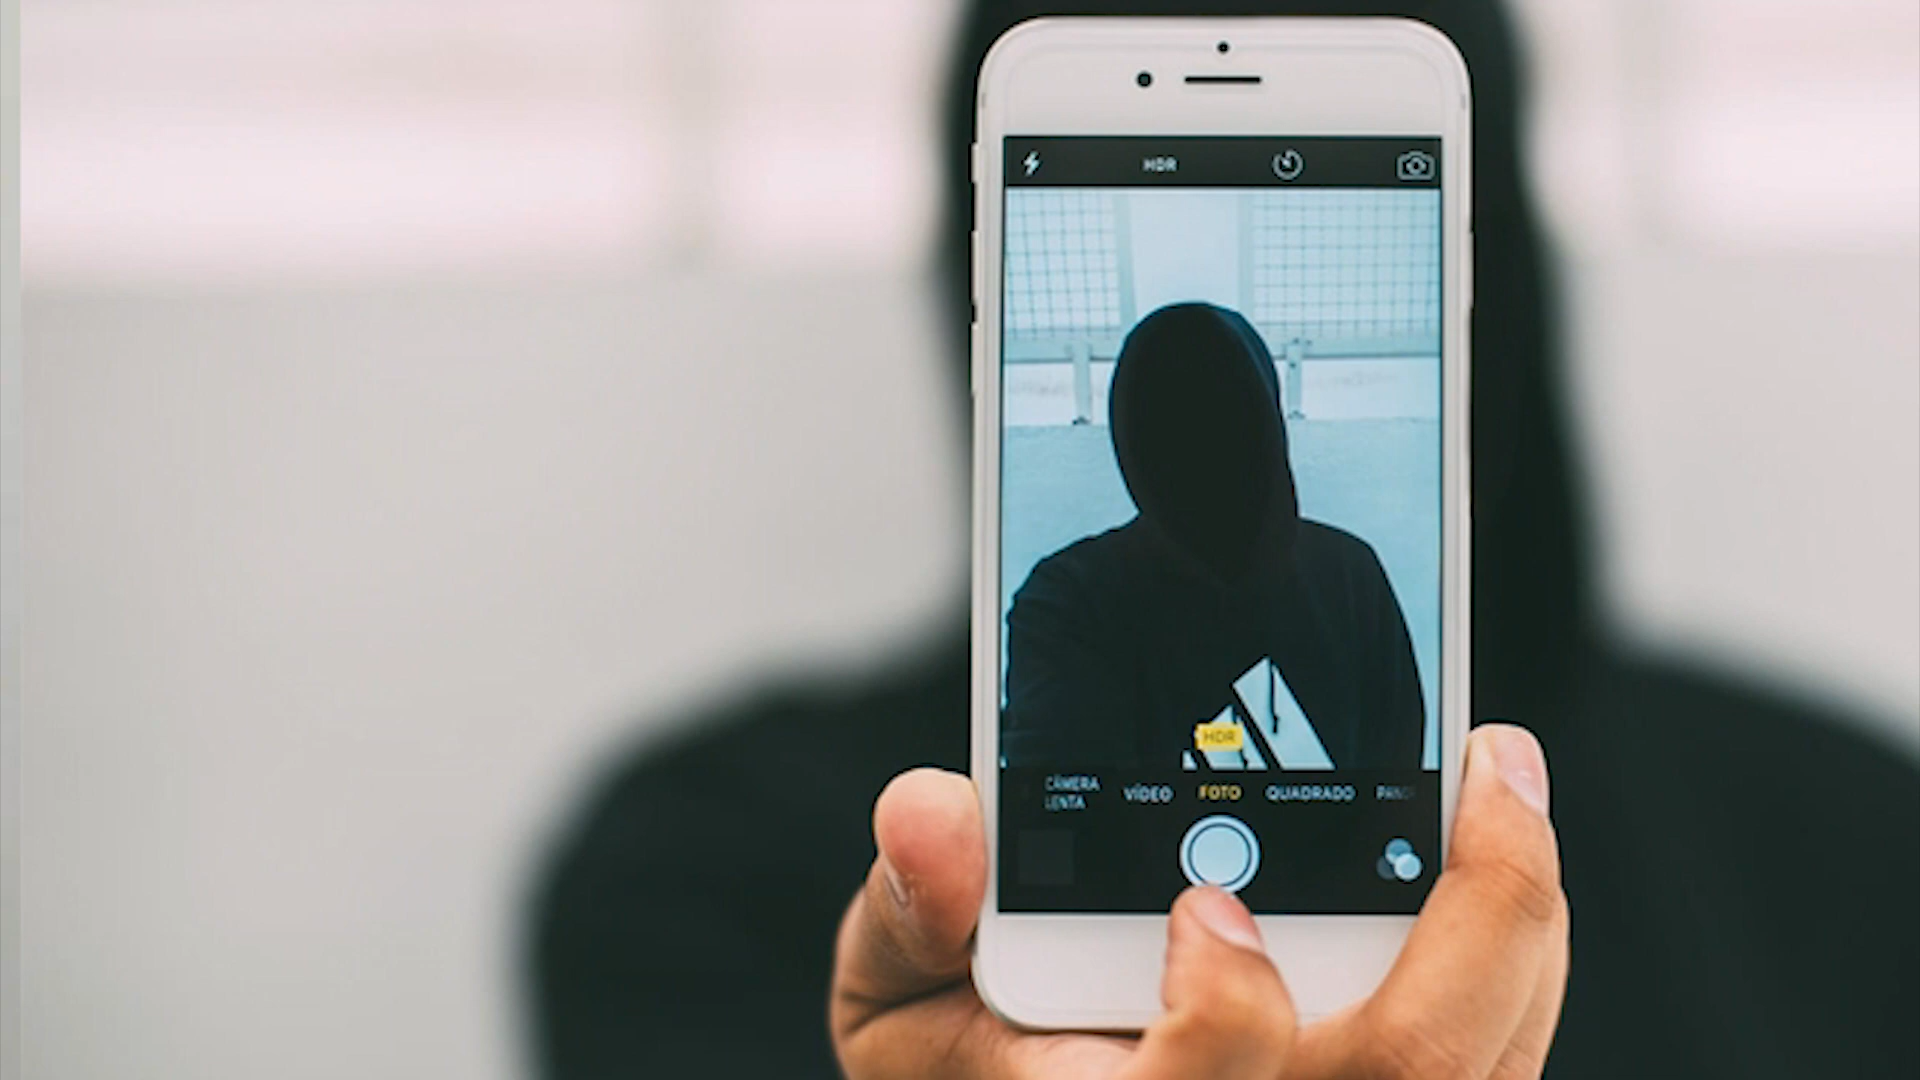 HDR
HDR
CÂMERA
LENTA
VÍDEO FOTO QUADRADO